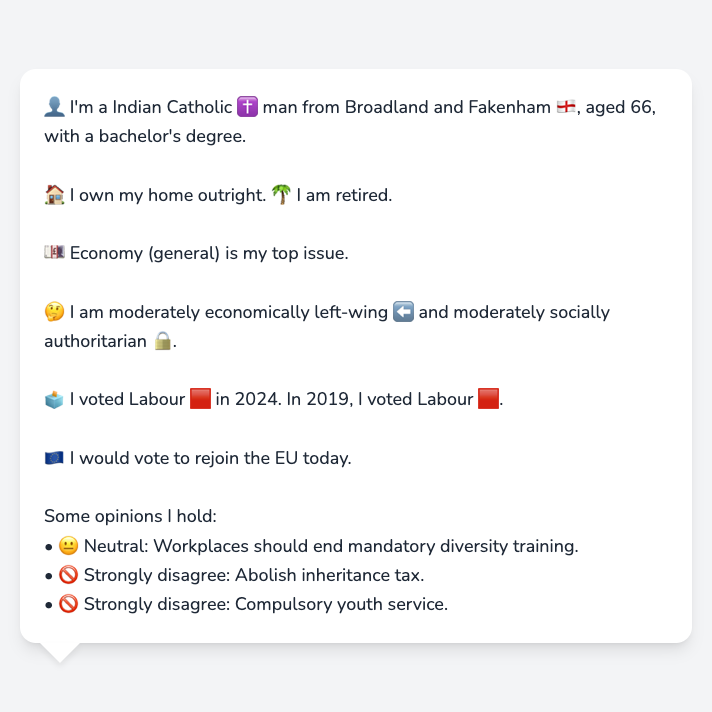 👤 I'm a Indian Catholic ✝️ man from Broadland and Fakenham 🏴󠁧󠁢󠁥󠁮󠁧󠁿, aged 66,
with a bachelor's degree.
🏠 I own my home outright. 🌴 I am retired.
💷 Economy (general) is my top issue.
🤔 I am moderately economically left-wing ⬅️ and moderately socially
authoritarian 🔒.
🗳️ I voted Labour 🟥 in 2024. In 2019, I voted Labour 🟥.
🇪🇺 I would vote to rejoin the EU today.
Some opinions I hold:
• 😐 Neutral: Workplaces should end mandatory diversity training.
• 🚫 Strongly disagree: Abolish inheritance tax.
• 🚫 Strongly disagree: Compulsory youth service.